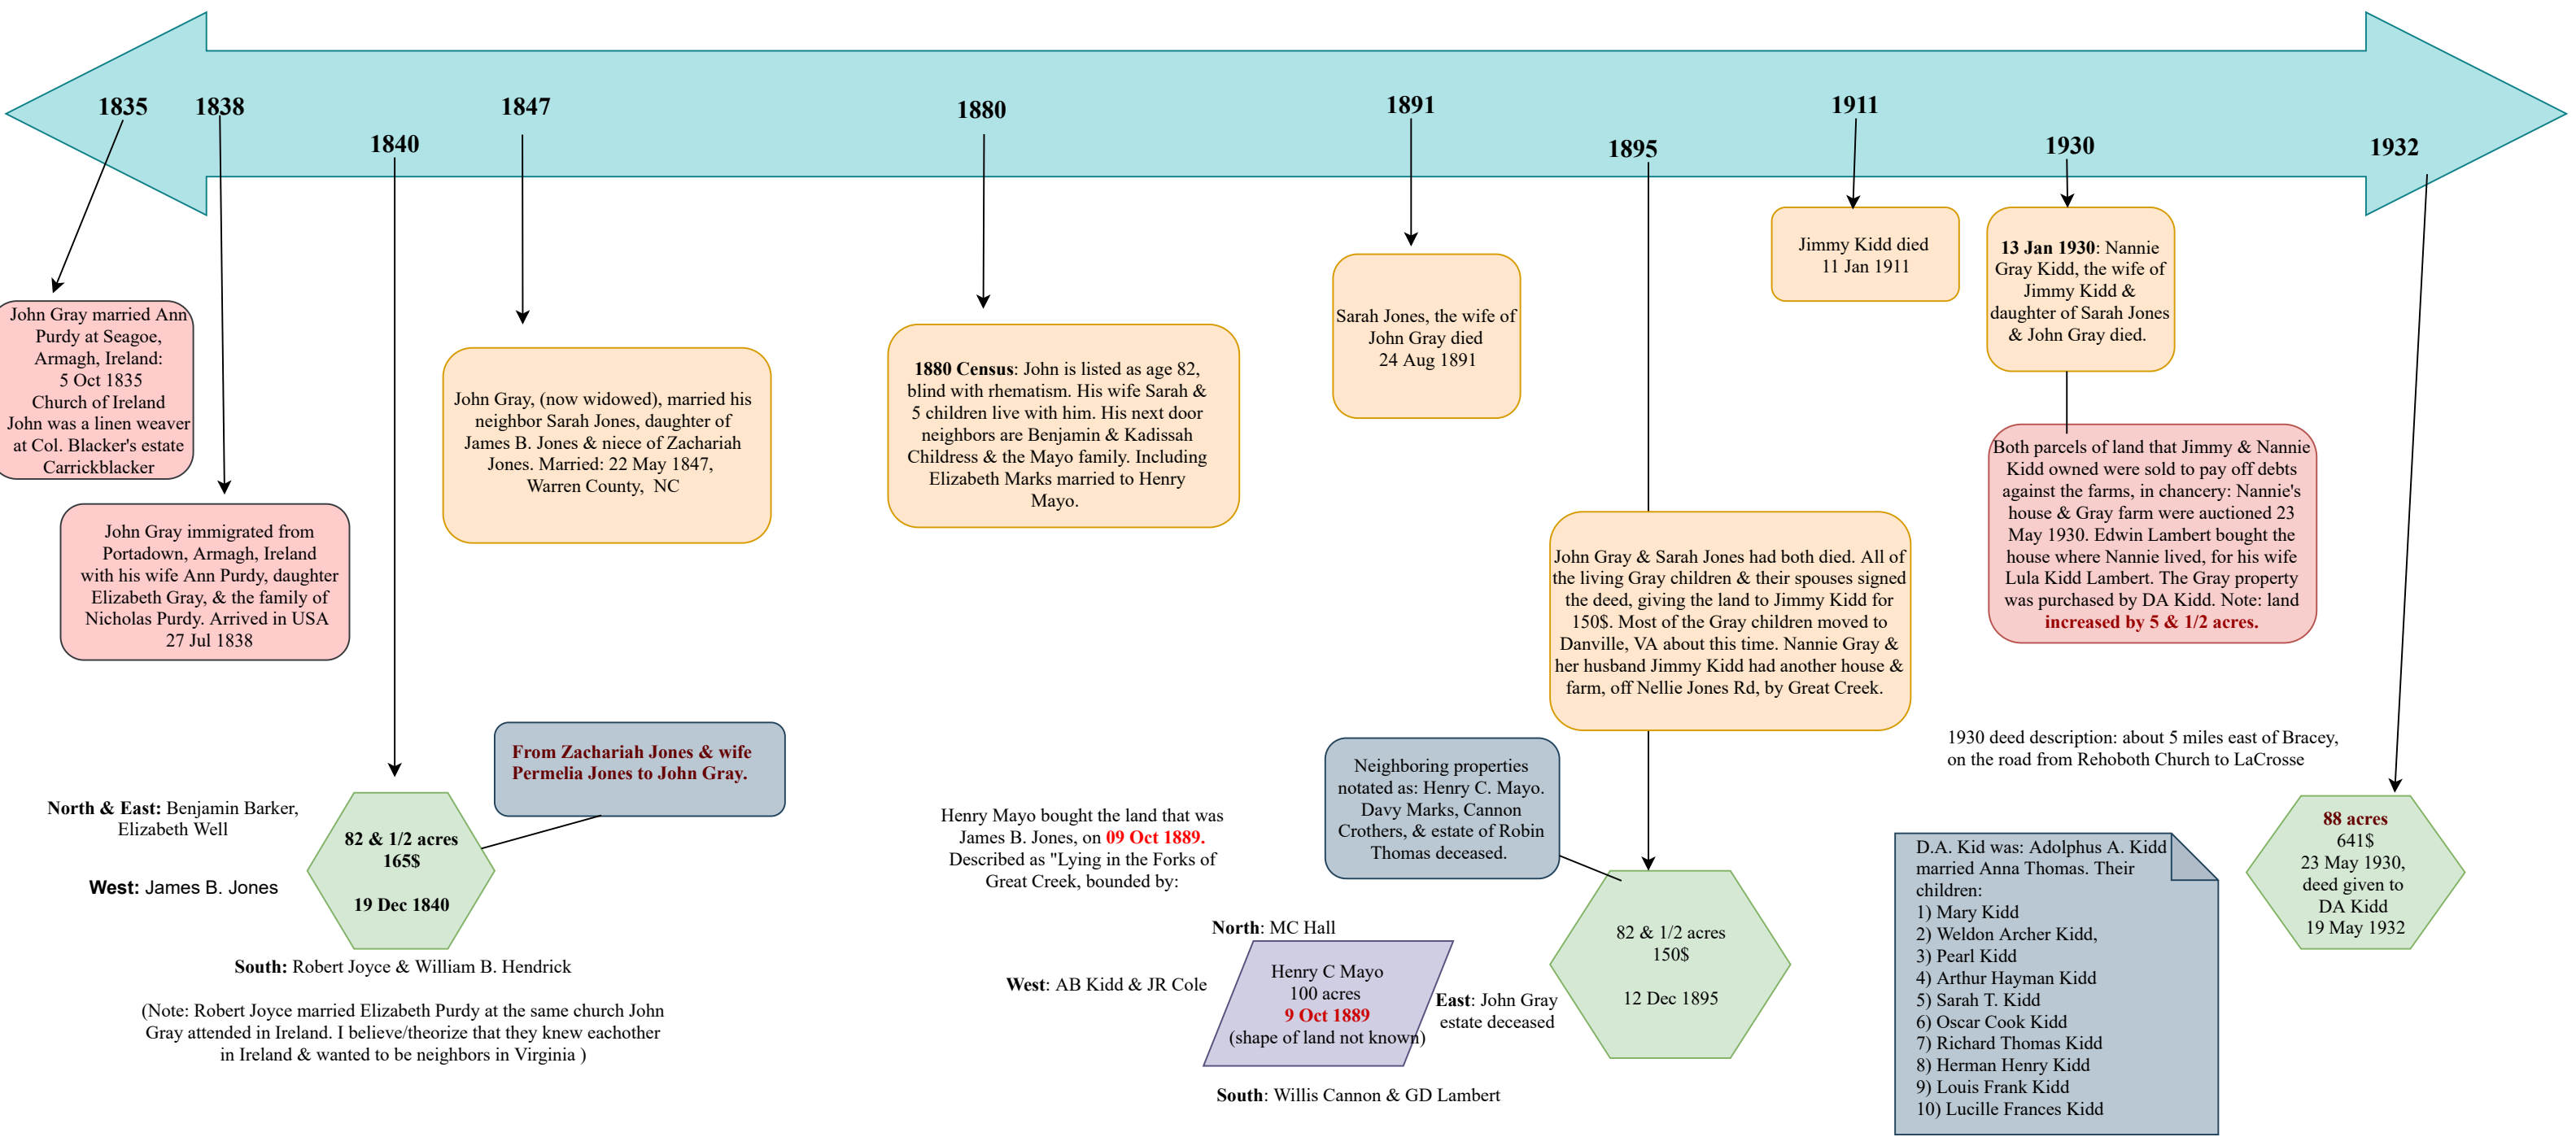 1835
1838
1840
1847
1880
1891
1895
1911
1930
1932
John Gray married Ann
Purdy at Seagoe,
Armagh, Ireland:
5 Oct 1835
Church of Ireland
John was a linen weaver
at Col. Blacker's estate
Carrickblacker
John Gray immigrated from
Portadown, Armagh, Ireland
with his wife Ann Purdy, daughter
Elizabeth Gray, & the family of
Nicholas Purdy. Arrived in USA
27 Jul 1838
From Zachariah Jones & wife
Permelia Jones to John Gray.
North & East: Benjamin Barker,
Elizabeth Well
West: James B. Jones
82 & 1/2 acres
165$
19 Dec 1840
South: Robert Joyce & William B. Hendrick
(Note: Robert Joyce married Elizabeth Purdy at the same church John
Gray attended in Ireland. I believe/theorize that they knew eachother
in Ireland & wanted to be neighbors in Virginia )
John Gray, (now widowed), married his
neighbor Sarah Jones, daughter of
James B. Jones & niece of Zachariah
Jones. Married: 22 May 1847,
Warren County, NC
1880 Census: John is listed as age 82,
blind with rhematism. His wife Sarah &
5 children live with him. His next door
neighbors are Benjamin & Kadissah
Childress & the Mayo family. Including
Elizabeth Marks married to Henry
Mayo.
Henry Mayo bought the land that was
James B. Jones, on 09 Oct 1889.
Described as "Lying in the Forks of
Great Creek, bounded by:
North: MC Hall
West: AB Kidd & JR Cole
Henry C Mayo
100 acres
9 Oct 1889
(shape of land not known)
East: John Gray
estate deceased
South: Willis Cannon & GD Lambert
Sarah Jones, the wife of
John Gray died
24 Aug 1891
John Gray & Sarah Jones had both died. All of
the living Gray children & their spouses signed
the deed, giving the land to Jimmy Kidd for
150$. Most of the Gray children moved to
Danville, VA about this time. Nannie Gray &
her husband Jimmy Kidd had another house &
farm, off Nellie Jones Rd, by Great Creek.
Neighboring properties
notated as: Henry C. Mayo.
Davy Marks, Cannon
Crothers, & estate of Robin
Thomas deceased.
82 & 1/2 acres
150$
12 Dec 1895
Jimmy Kidd died
11 Jan 1911
13 Jan 1930: Nannie
Gray Kidd, the wife of
Jimmy Kidd &
daughter of Sarah Jones
& John Gray died.
Both parcels of land that Jimmy & Nannie
Kidd owned were sold to pay off debts
against the farms, in chancery: Nannie's
house & Gray farm were auctioned 23
May 1930. Edwin Lambert bought the
house where Nannie lived, for his wife
Lula Kidd Lambert. The Gray property
was purchased by DA Kidd. Note: land
increased by 5 & 1/2 acres.
1930 deed description: about 5 miles east of Bracey,
on the road from Rehoboth Church to LaCrosse
D.A. Kid was: Adolphus A. Kidd
married Anna Thomas. Their
children:
1) Mary Kidd
2) Weldon Archer Kidd,
3) Pearl Kidd
4) Arthur Hayman Kidd
5) Sarah T. Kidd
6) Oscar Cook Kidd
7) Richard Thomas Kidd
8) Herman Henry Kidd
9) Louis Frank Kidd
10) Lucille Frances Kidd
88 acres
641$
23 May 1930,
deed given to
DA Kidd
19 May 1932